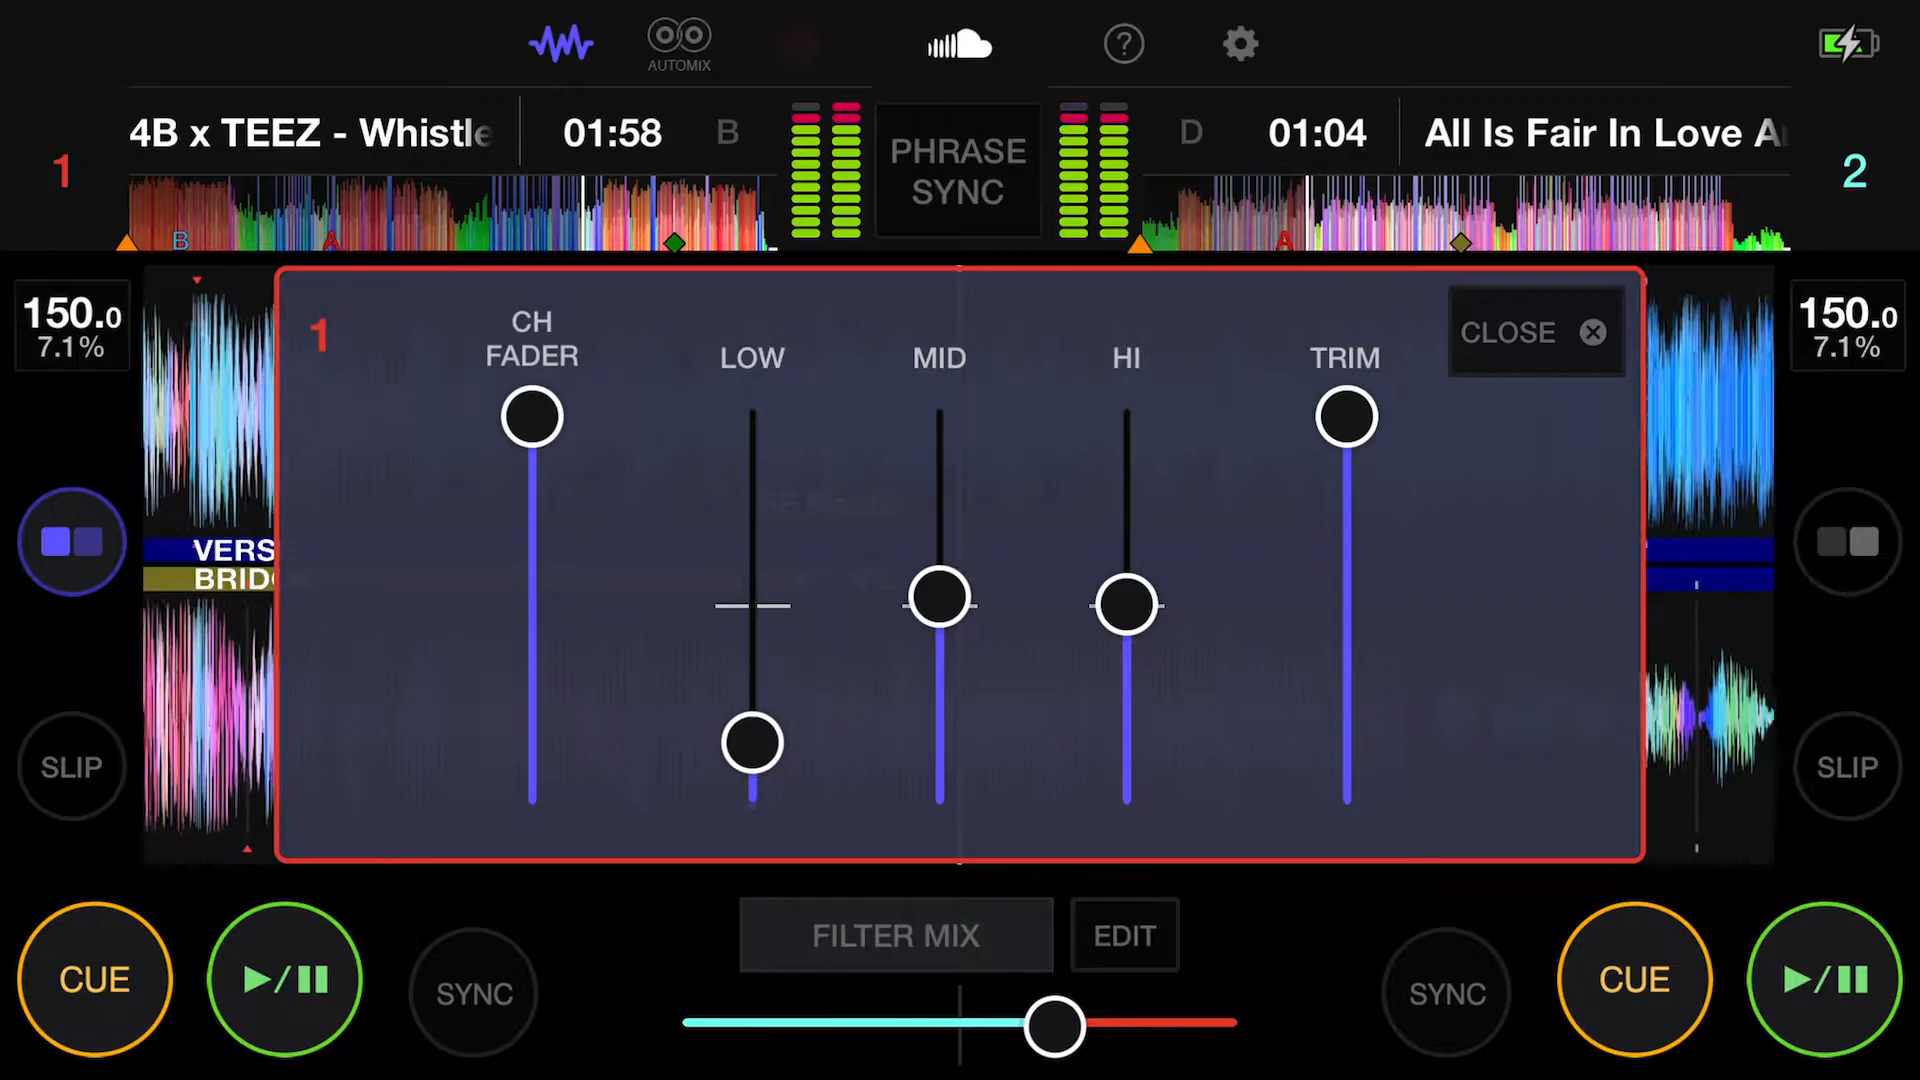 AUTOMIX
?
1
4B x TEEZ - Whistle
01:58
B
PHRASE
SYNC
D
01:04
All Is Fair In Love A
2
B
A
A
150.0
7.1%
150.0
7.1%
1
CH
FADER
LOW
MID
HI
TRIM
CLOSE
VERS
BRID
SLIP
SLIP
CUE
SYNC
FILTER MIX
EDIT
SYNC
CUE